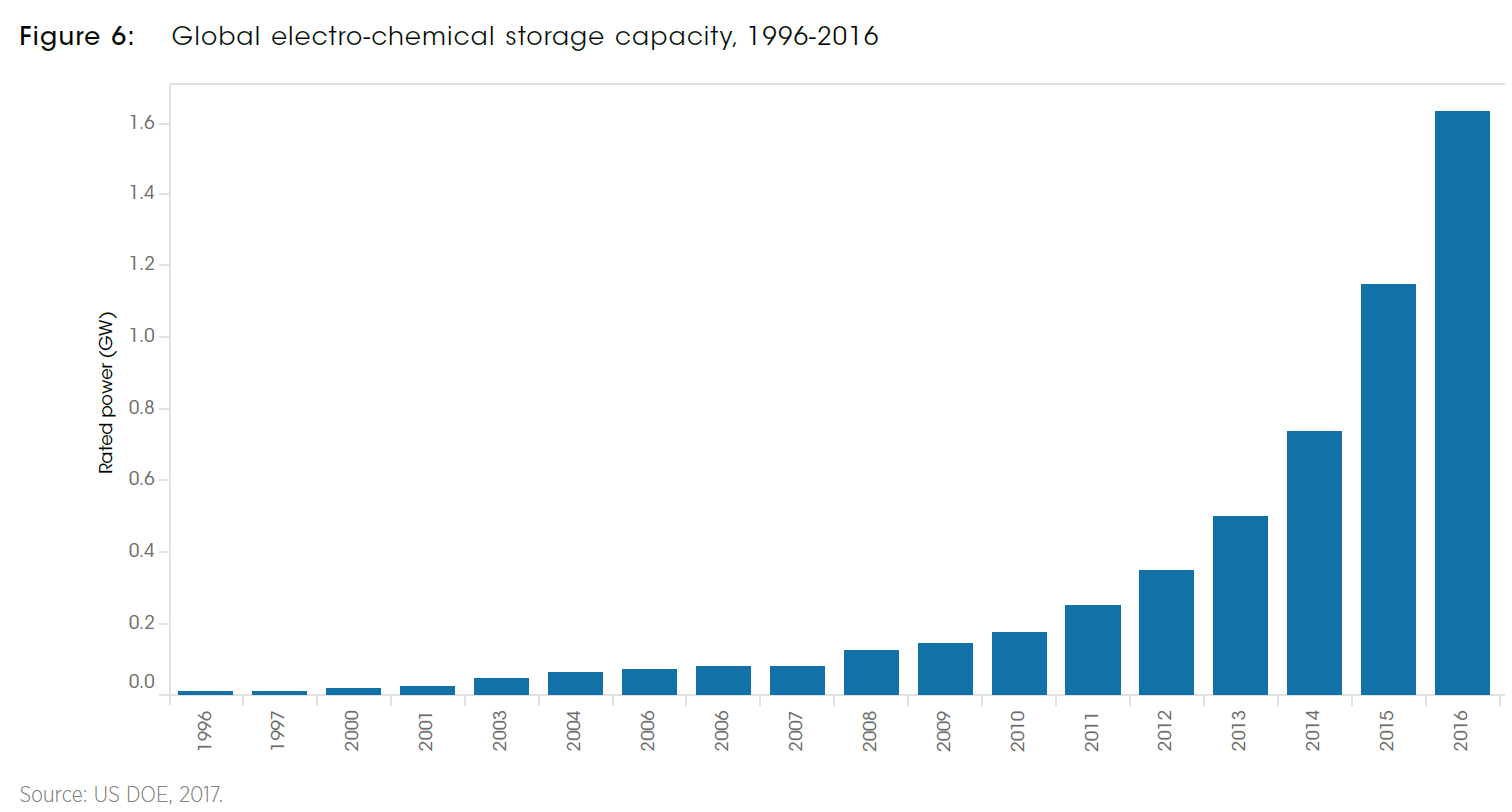 Figure 6: Global electro-chemical storage capacity, 1996-2016
1.6
1.4
1.2
1.0
0.8
0.6
0.4
0.2
0.0
Rated power (GW)
1996 1997 2000 2001 2003 2004 2006 2006 2007 2008 2009 2010 2011 2012 2013 2014 2015 2016
Source: US DOE, 2017.